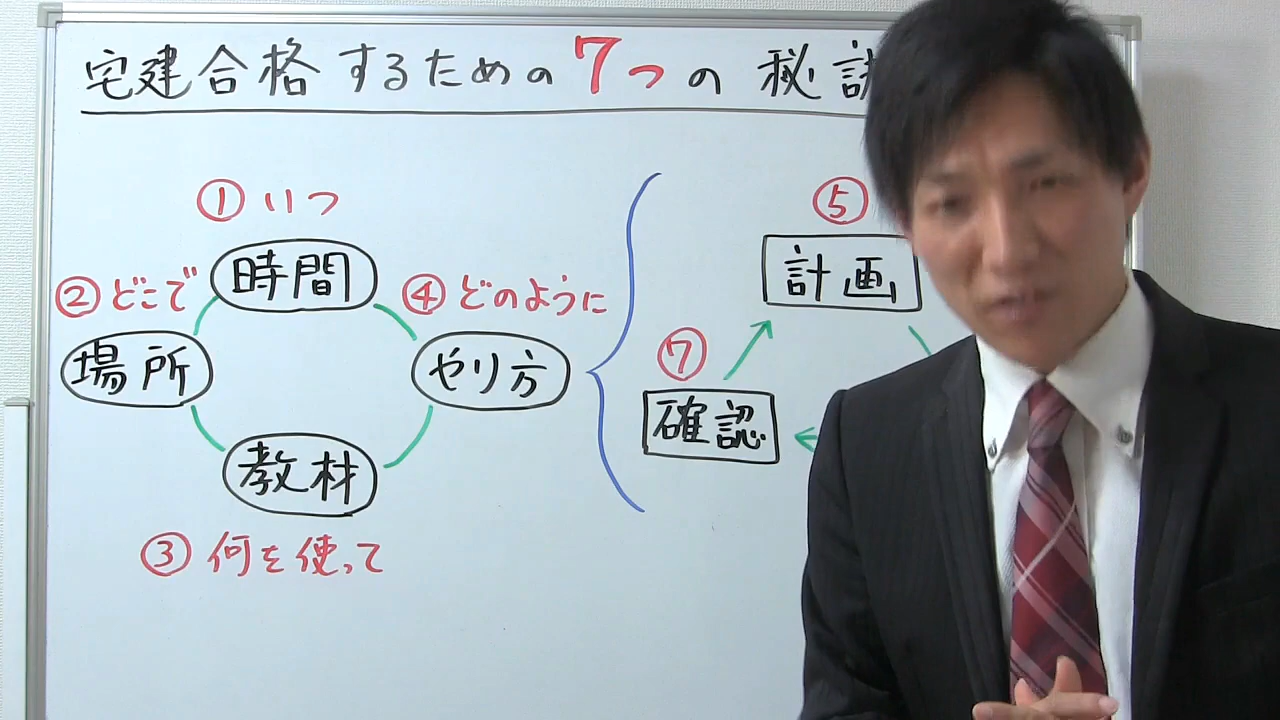 宅建合格するための7つの秘訣
① いつ
時間
② どこで
場所
③ 何を使って
教材
④ どのように
やり方
⑤
計画
⑦
確認